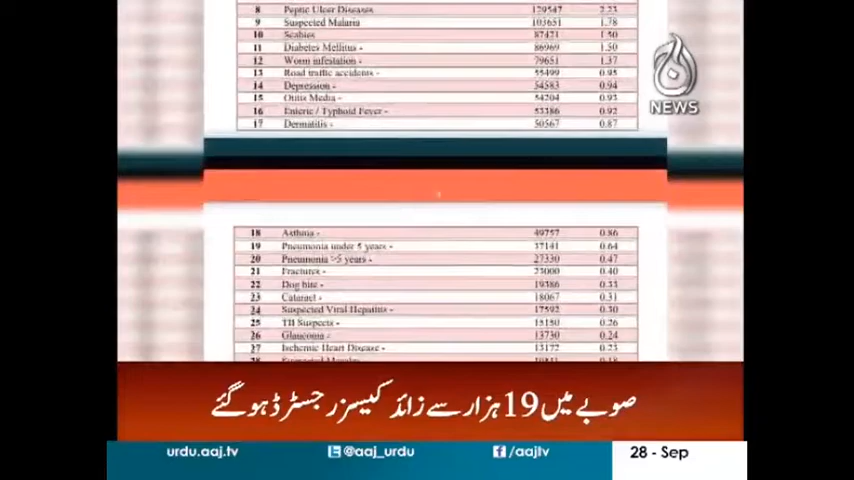 8 Peptic Ulcer Diseases 129547 2.23
9 Suspected Malaria 103651 1.78
10 Scabies 87421 1.50
11 Diabetes Mellitus - 86969 1.50
12 Worm infestation - 79651 1.37
13 Road traffic accidents - 55499 0.95
14 Depression - 54583 0.94
15 Otitis Media - 54204 0.93
16 Enteric / Typhoid Fever - 53386 0.92
17 Dermatitis - 50567 0.87
NEWS
18 Asthma - 49757 0.86
19 Pneumonia under 5 years - 37141 0.64
20 Pneumonia >5 years - 27330 0.47
21 Fractures - 23000 0.40
22 Dog bite - 19386 0.33
23 Cataract - 18067 0.31
24 Suspected Viral Hepatitis - 17592 0.30
25 TB Suspects - 15150 0.26
26 Glaucoma - 13730 0.24
27 Ischemic Heart Disease - 13172 0.23
صوبے میں 19 ہزار سے زائد کیسز رجسٹرڈ ہو گئے
urdu.aaj.tv @aaj_urdu /aajtv 28 - Sep